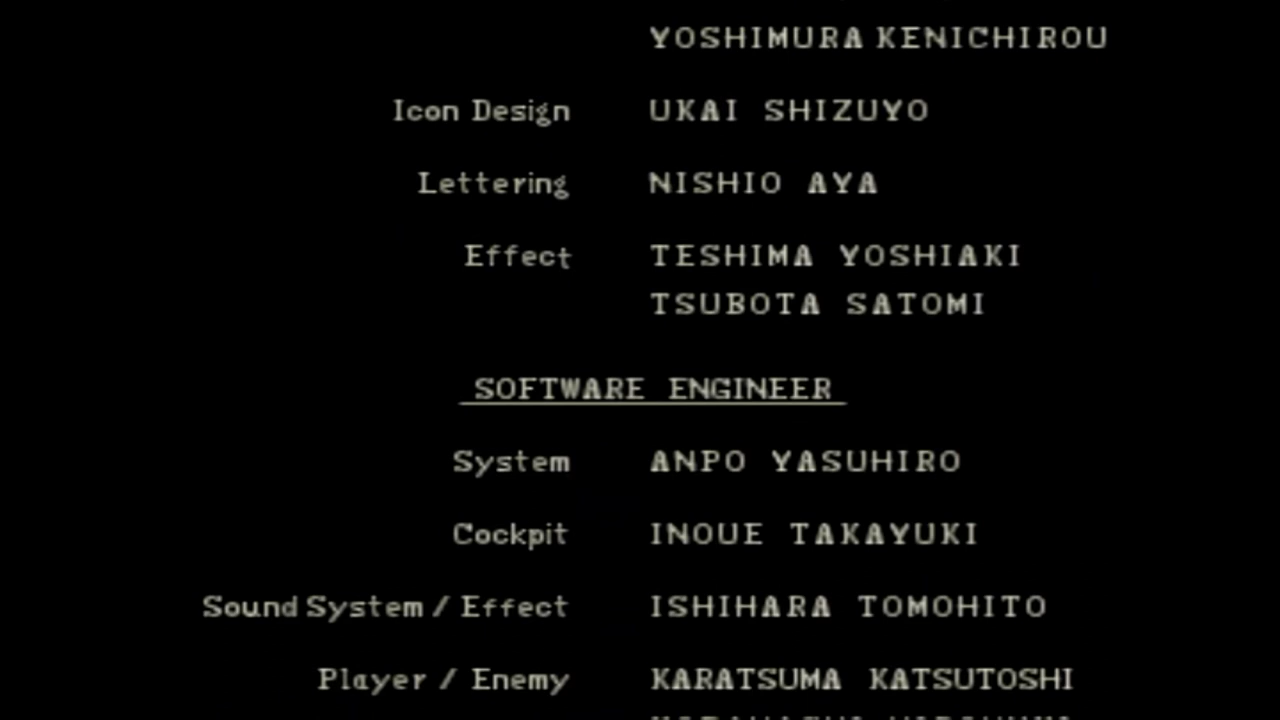 YOSHIMURA KENICHIROU
Icon Design UKAI SHIZUYO
Lettering NISHIO AYA
Effect TESHIMA YOSHIAKI
TSUBOTA SATOMI
SOFTWARE ENGINEER
System ANPO YASUHIRO
Cockpit INOUE TAKAYUKI
Sound System / Effect ISHIHARA TOMOHITO
Player / Enemy KARATSUMA KATSUTOSHI